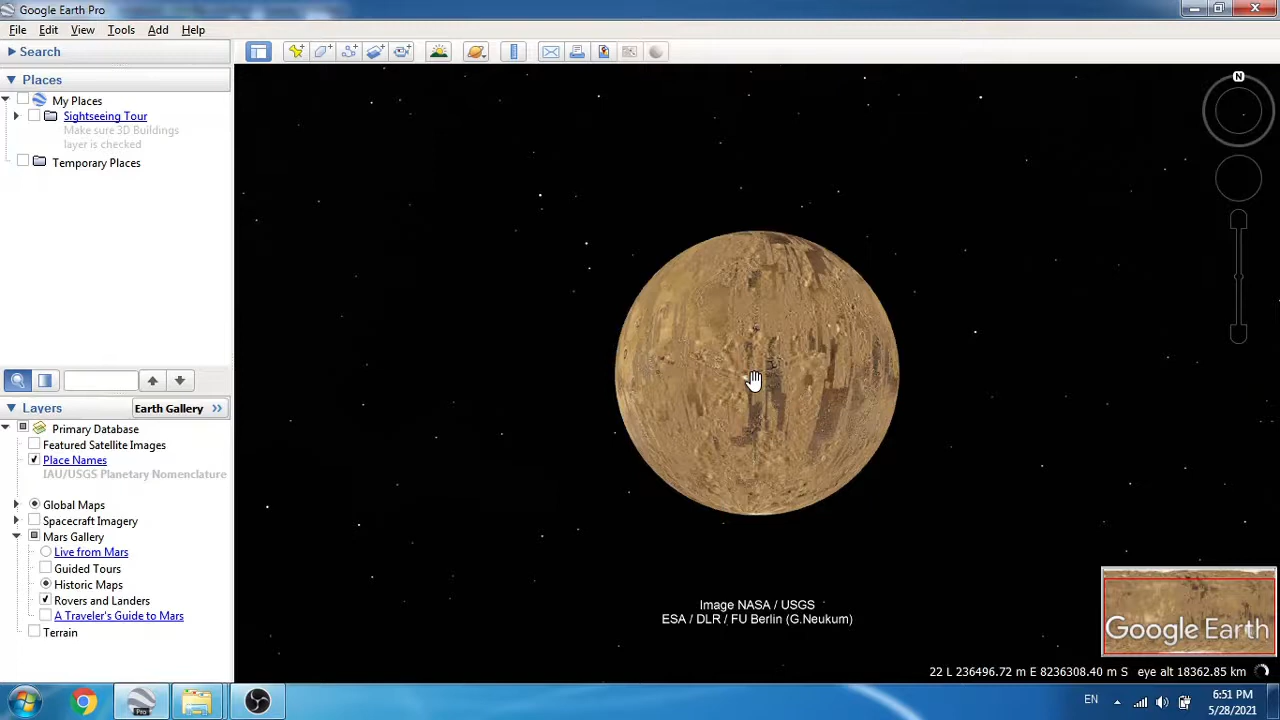 Google Earth Pro
File Edit View Tools Add Help
Search
Places
My Places
Sightseeing Tour
Make sure 3D Buildings
layer is checked
Temporary Places
Layers
Earth Gallery >>
Primary Database
Featured Satellite Images
Place Names
IAU/USGS Planetary Nomenclature
Global Maps
Spacecraft Imagery
Mars Gallery
Live from Mars
Guided Tours
Historic Maps
Rovers and Landers
A Traveler's Guide to Mars
Terrain
N
Image NASA / USGS
ESA / DLR / FU Berlin (G.Neukum)
Google Earth
22 L 236496.72 m E 8236308.40 m S eye alt 18362.85 km
Pro
EN
6:51 PM
5/28/2021